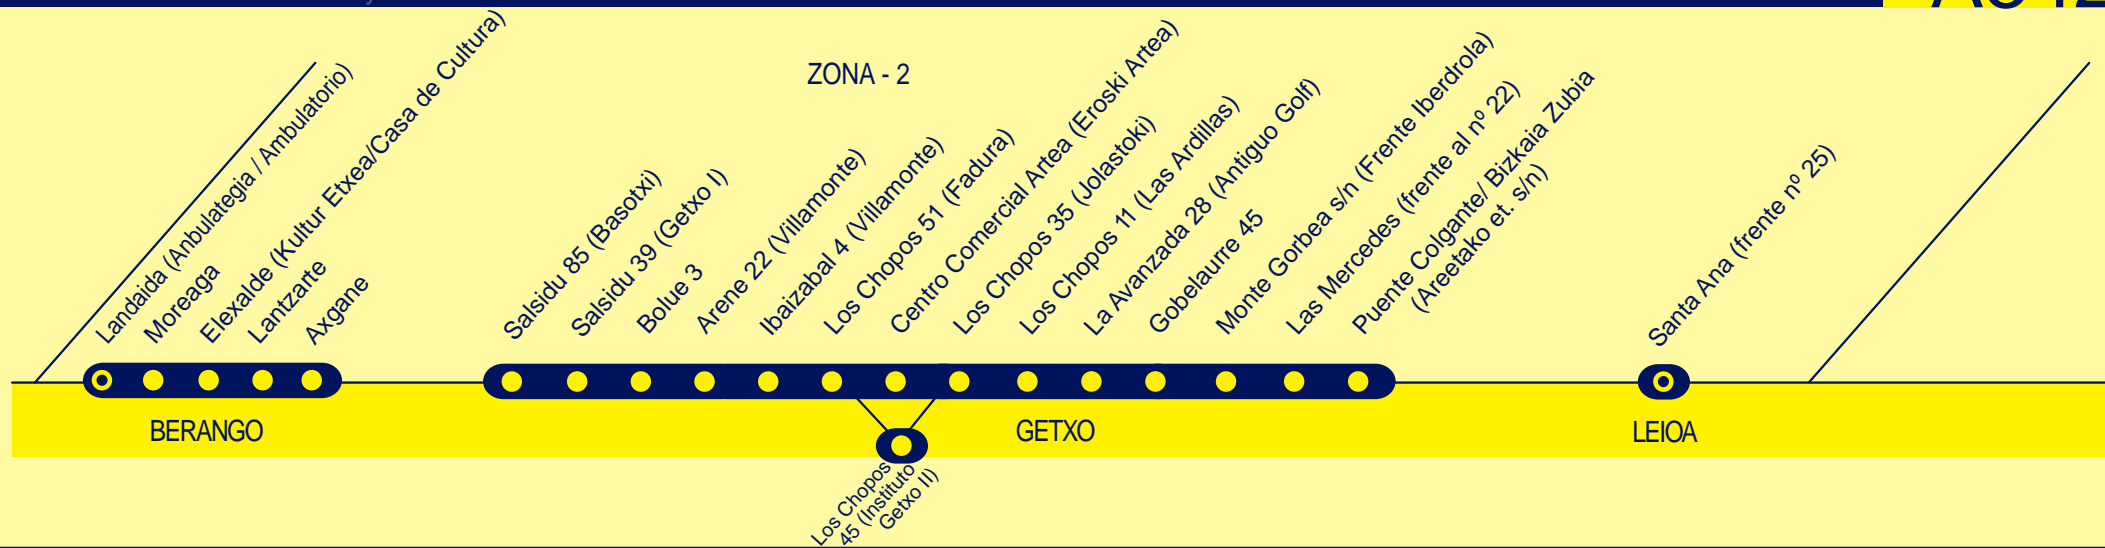 ZONA - 2
Landaida (Anbulategia / Ambulatorio)
Moreaga
Elexalde (Kultur Etxea/Casa de Cultura)
Lantzarte
Axgane
Salsidu 85 (Basotxi)
Salsidu 39 (Getxo I)
Bolue 3
Arene 22 (Villamonte)
Ibaizabal 4 (Villamonte)
Los Chopos 51 (Fadura)
Centro Comercial Artea (Eroski Artea)
Los Chopos 35 (Jolastoki)
Los Chopos 11 (Las Ardillas)
La Avanzada 28 (Antiguo Golf)
Gobelaurre 45
Monte Gorbea s/n (Frente Iberdrola)
Las Mercedes (frente al nº 22)
Puente Colgante/ Bizkaia Zubia
(Areetako et. s/n)
Santa Ana (frente nº 25)
BERANGO
GETXO
LEIOA
Los Chopos
45 (Instituto
Getxo II)